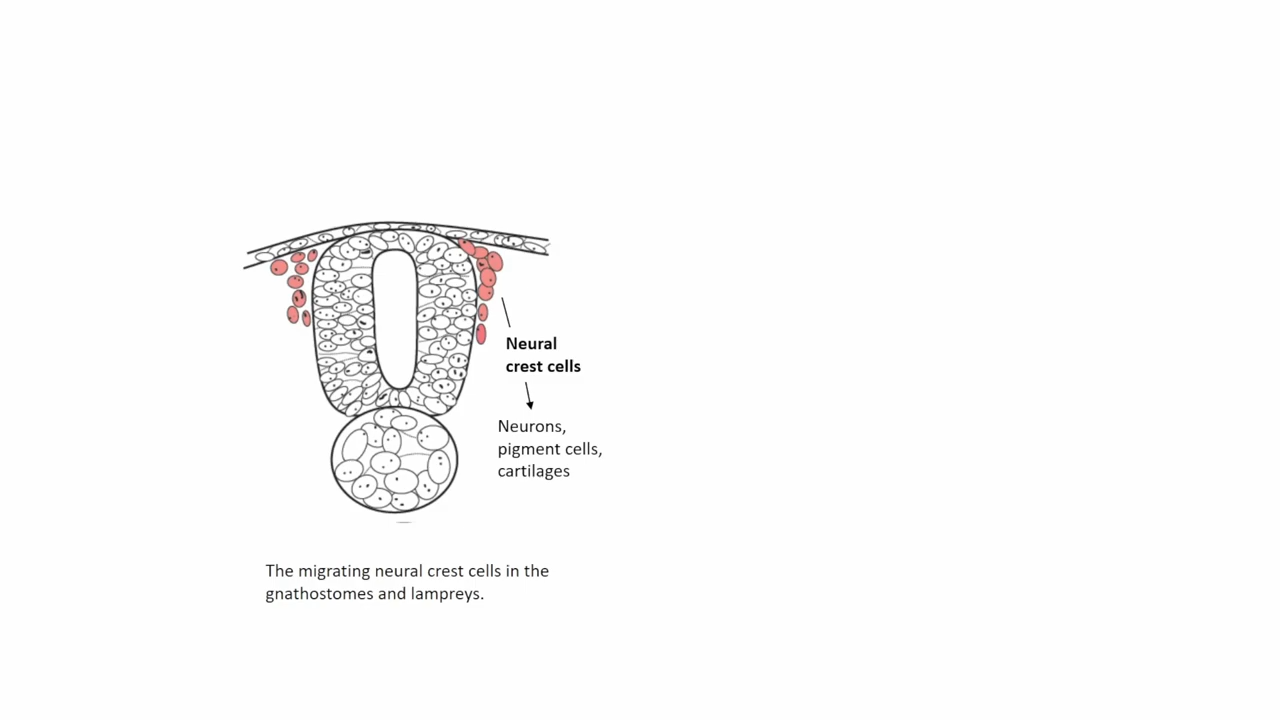 Neural
crest cells
Neurons,
pigment cells,
cartilages
The migrating neural crest cells in the
gnathostomes and lampreys.